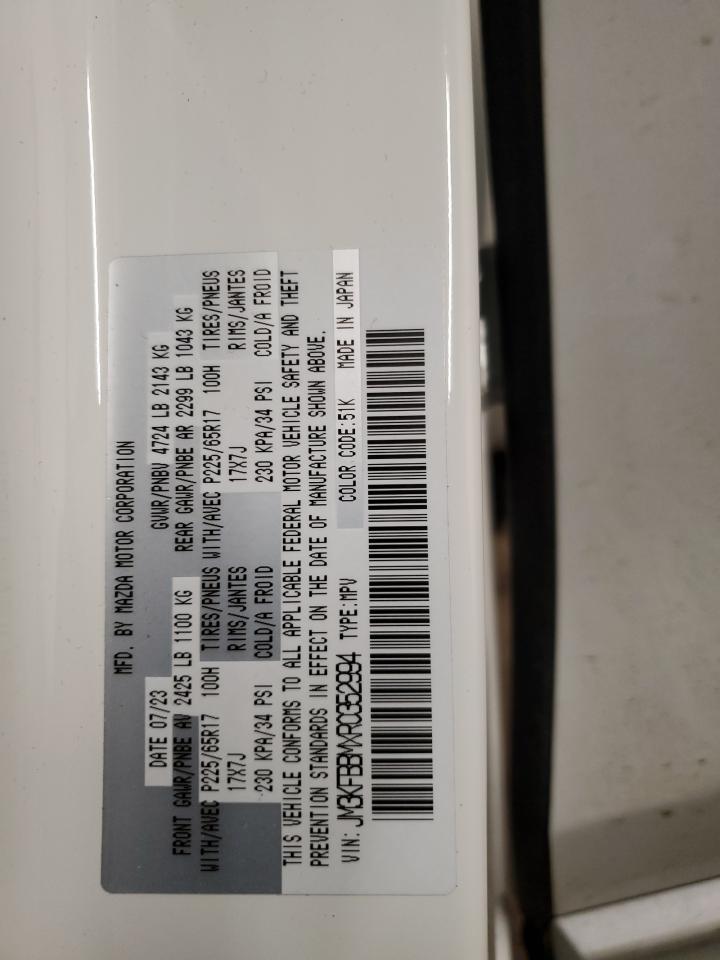 MFD. BY MAZDA MOTOR CORPORATION
DATE 07/23 GVWR/PNBV 4724 LB 2143 KG
FRONT GAWR/PNBE AV 2425 LB 1100 KG REAR GAWR/PNBE AR 2299 LB 1043 KG
WITH/AVEC P225/65R17 100H TIRES/PNEUS WITH/AVEC P225/65R17 100H TIRES/PNEUS
17X7J RIMS/JANTES 17X7J RIMS/JANTES
230 KPA/34 PSI COLD/A FROID 230 KPA/34 PSI COLD/A FROID
THIS VEHICLE CONFORMS TO ALL APPLICABLE FEDERAL MOTOR VEHICLE SAFETY AND THEFT
PREVENTION STANDARDS IN EFFECT ON THE DATE OF MANUFACTURE SHOWN ABOVE.
VIN: JM3KFBBMXR0352994 TYPE:MPV COLOR CODE:51K MADE IN JAPAN